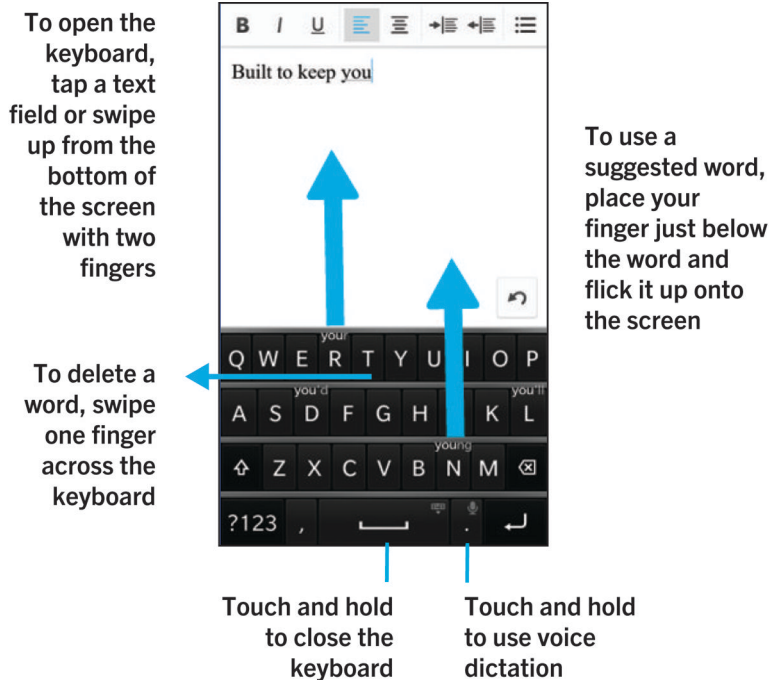 To open the
keyboard,
tap a text
field or swipe
up from the
bottom of
the screen
with two
fingers
To delete a
word, swipe
one finger
across the
keyboard
B I U
Built to keep you
your
Q W E R T Y U I O P
you'd you'll
A S D F G H K L
young
Z X C V B N M
?123 , .
To use a
suggested word,
place your
finger just below
the word and
flick it up onto
the screen
Touch and hold
to close the
keyboard
Touch and hold
to use voice
dictation